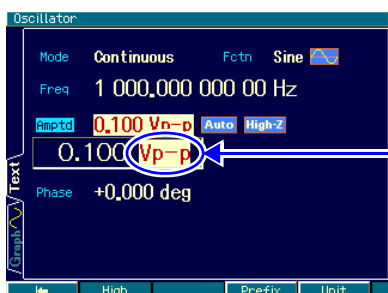 Oscillator
Mode Continuous Fctn Sine
Freq 1 000.000 000 00 Hz
Amptd 0.100 Vp-p Auto High-Z
0.100 Vp-p
Text
Phase +0.000 deg
Graph
High Prefix Unit